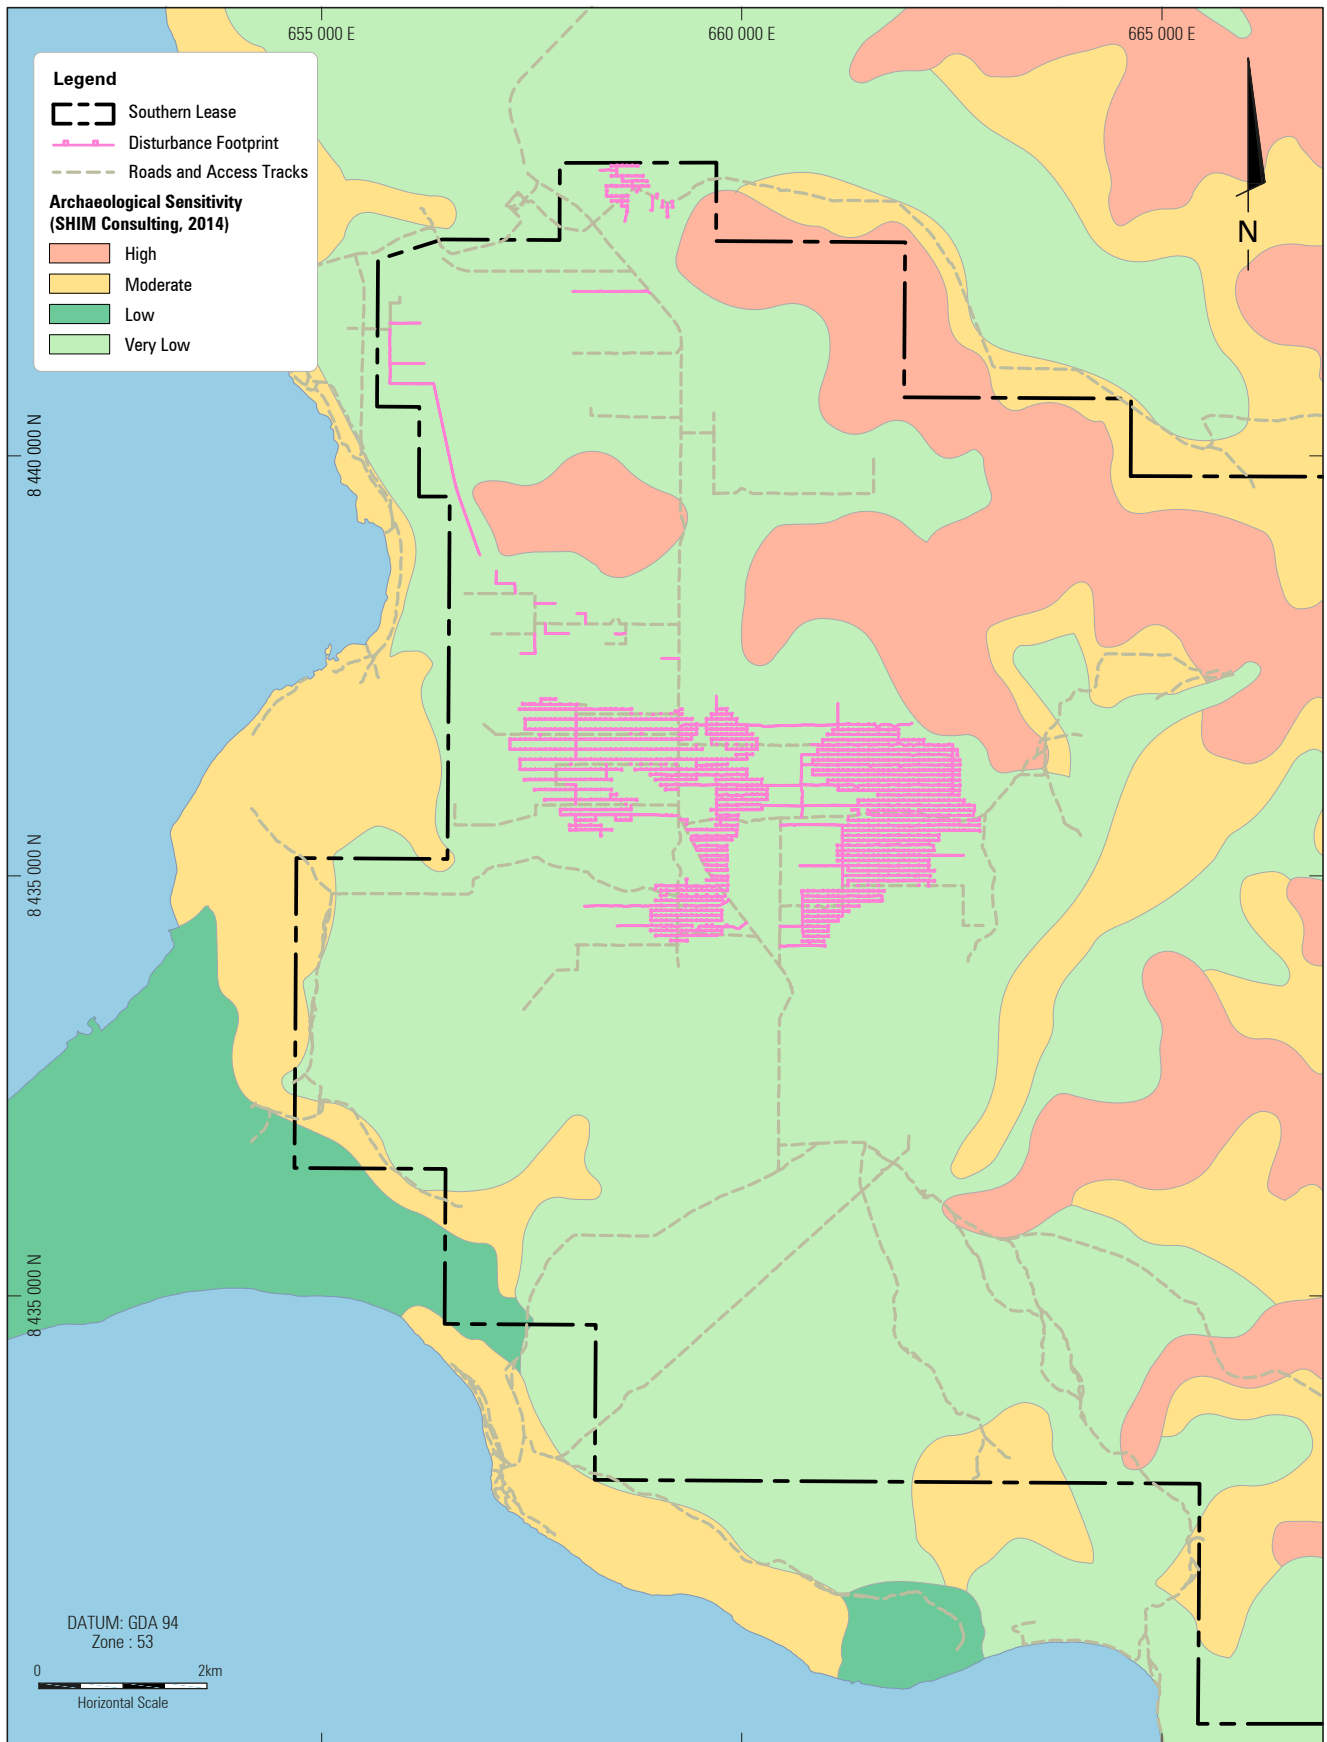 655 000 E
660 000 E
665 000 E
Legend
Southern Lease
Disturbance Footprint
Roads and Access Tracks
Archaeological Sensitivity
(SHIM Consulting, 2014)
High
Moderate
Low
Very Low
N
8 440 000 N
8 435 000 N
8 435 000 N
DATUM: GDA 94
Zone : 53
0 2km
Horizontal Scale